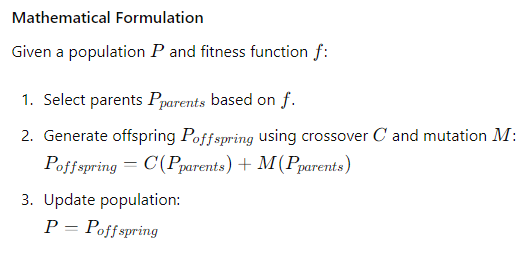 Mathematical Formulation
Given a population P and fitness function f:
1. Select parents P_{parents} based on f.
2. Generate offspring P_{offspring} using crossover C and mutation M:
P_{offspring} = C(P_{parents}) + M(P_{parents})
3. Update population:
P = P_{offspring}